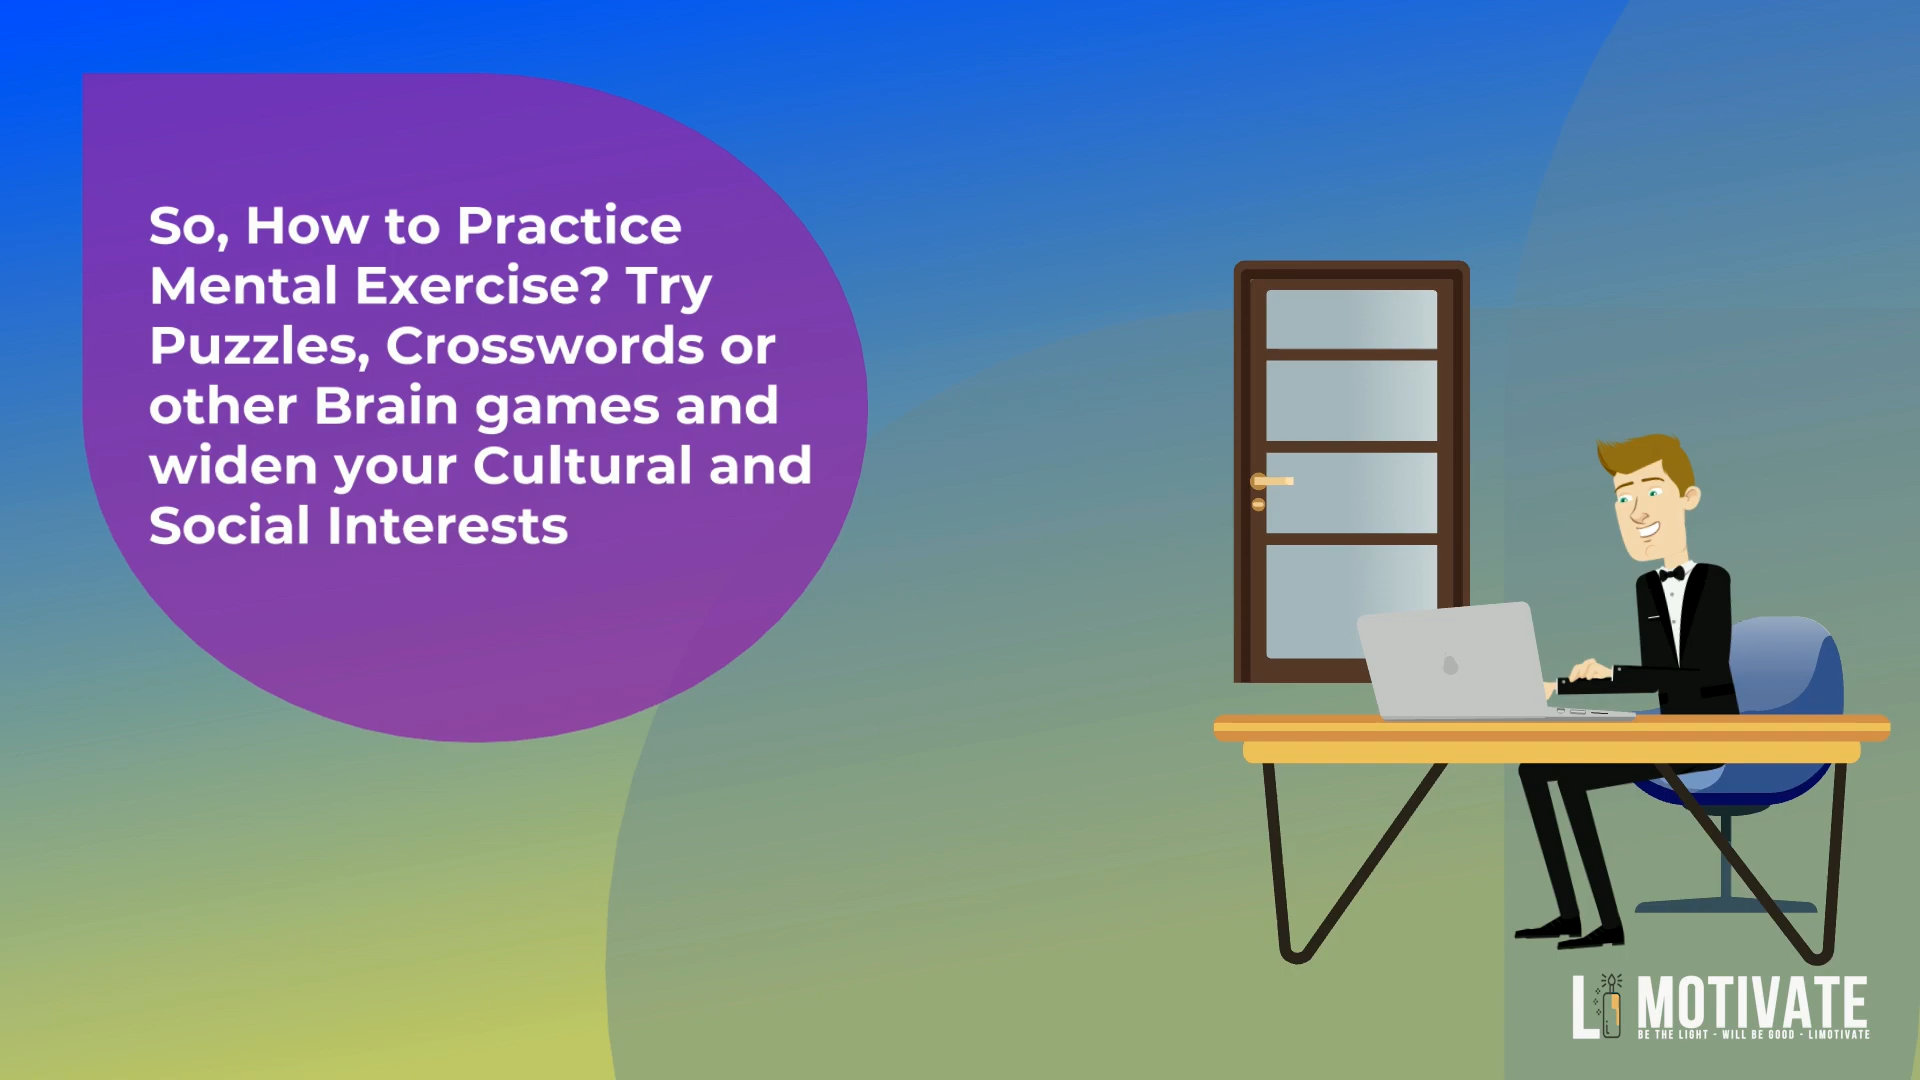 So, How to Practice
Mental Exercise? Try
Puzzles, Crosswords or
other Brain games and
widen your Cultural and
Social Interests
LiMOTIVATE
BE THE LIGHT - WILL BE GOOD - LIMOTIVATE